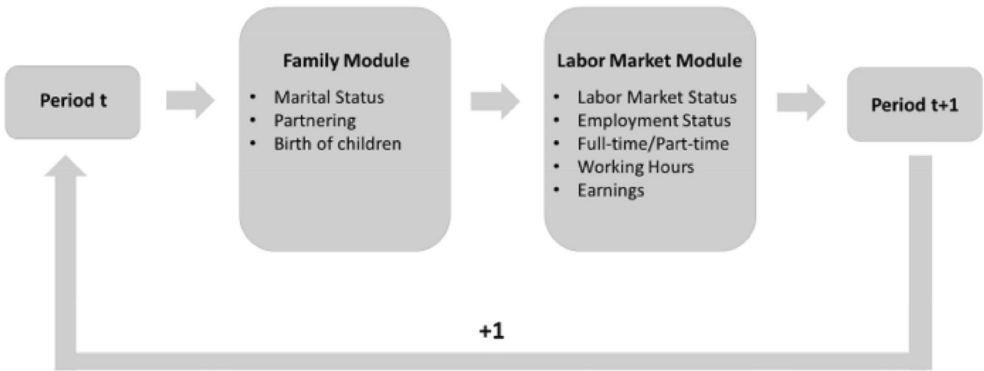 Period t
Family Module
• Marital Status
• Partnering
• Birth of children
Labor Market Module
• Labor Market Status
• Employment Status
• Full-time/Part-time
• Working Hours
• Earnings
Period t+1
+1